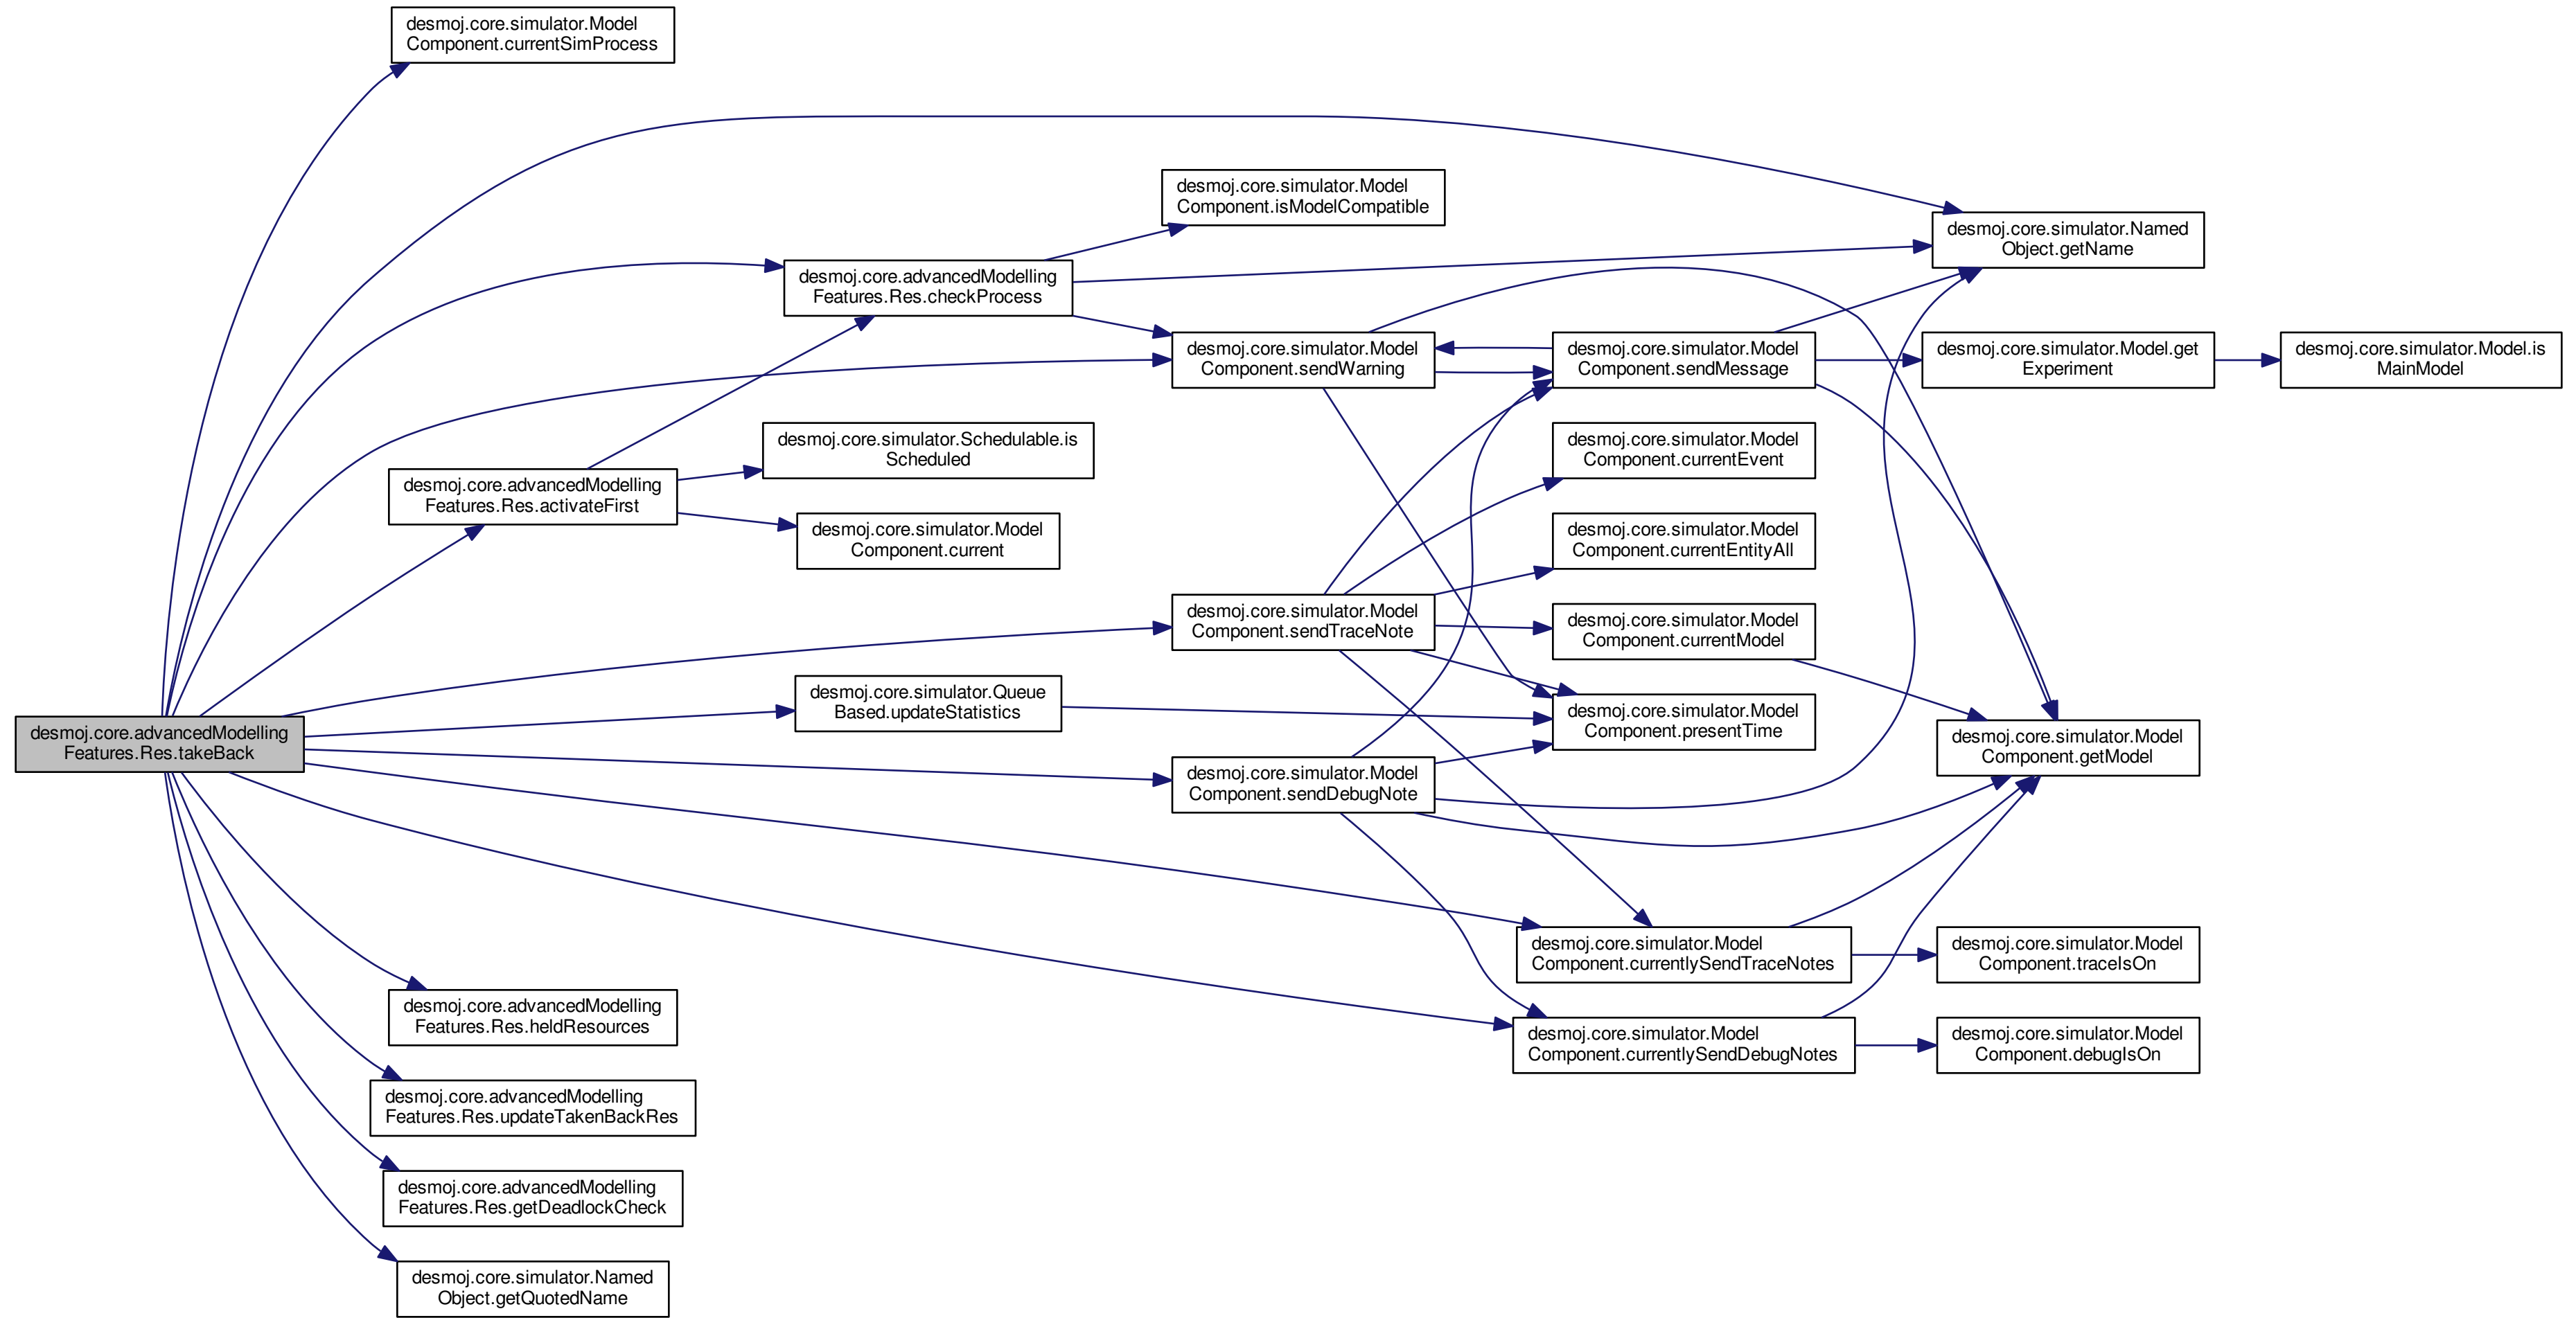 desmoj.core.simulator.Model
Component.currentSimProcess
desmoj.core.simulator.Model
Component.isModelCompatible
desmoj.core.simulator.Named
Object.getName
desmoj.core.advancedModelling
Features.Res.checkProcess
desmoj.core.simulator.Model
Component.sendWarning
desmoj.core.simulator.Model
Component.sendMessage
desmoj.core.simulator.Model.get
Experiment
desmoj.core.simulator.Model.is
MainModel
desmoj.core.simulator.Schedulable.is
Scheduled
desmoj.core.simulator.Model
Component.currentEvent
desmoj.core.advancedModelling
Features.Res.activateFirst
desmoj.core.simulator.Model
Component.current
desmoj.core.simulator.Model
Component.currentEntityAll
desmoj.core.simulator.Model
Component.sendTraceNote
desmoj.core.simulator.Model
Component.currentModel
desmoj.core.simulator.Queue
Based.updateStatistics
desmoj.core.simulator.Model
Component.presentTime
desmoj.core.advancedModelling
Features.Res.takeBack
desmoj.core.simulator.Model
Component.getModel
desmoj.core.simulator.Model
Component.sendDebugNote
desmoj.core.simulator.Model
Component.currentlySendTraceNotes
desmoj.core.simulator.Model
Component.traceIsOn
desmoj.core.advancedModelling
Features.Res.heldResources
desmoj.core.simulator.Model
Component.currentlySendDebugNotes
desmoj.core.simulator.Model
Component.debugIsOn
desmoj.core.advancedModelling
Features.Res.updateTakenBackRes
desmoj.core.advancedModelling
Features.Res.getDeadlockCheck
desmoj.core.simulator.Named
Object.getQuotedName